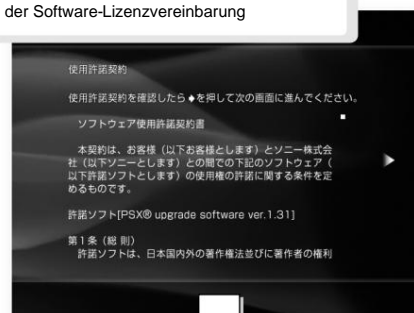 der Software-Lizenzvereinbarung
使用許諾契約
使用許諾契約を確認したら♦を押して次の画面に進んでください。
ソフトウェア使用許諾契約書
本契約は、お客様（以下お客様とします）とソニー株式会
社（以下ソニーとします）との間での下記のソフトウェア（
以下許諾ソフトとします）の使用権の許諾に関する条件を定
めるものです。
許諾ソフト[PSX® upgrade software ver.1.31]
第１条（総 則）
許諾ソフトは、日本国内外の著作権法並びに著作者の権利